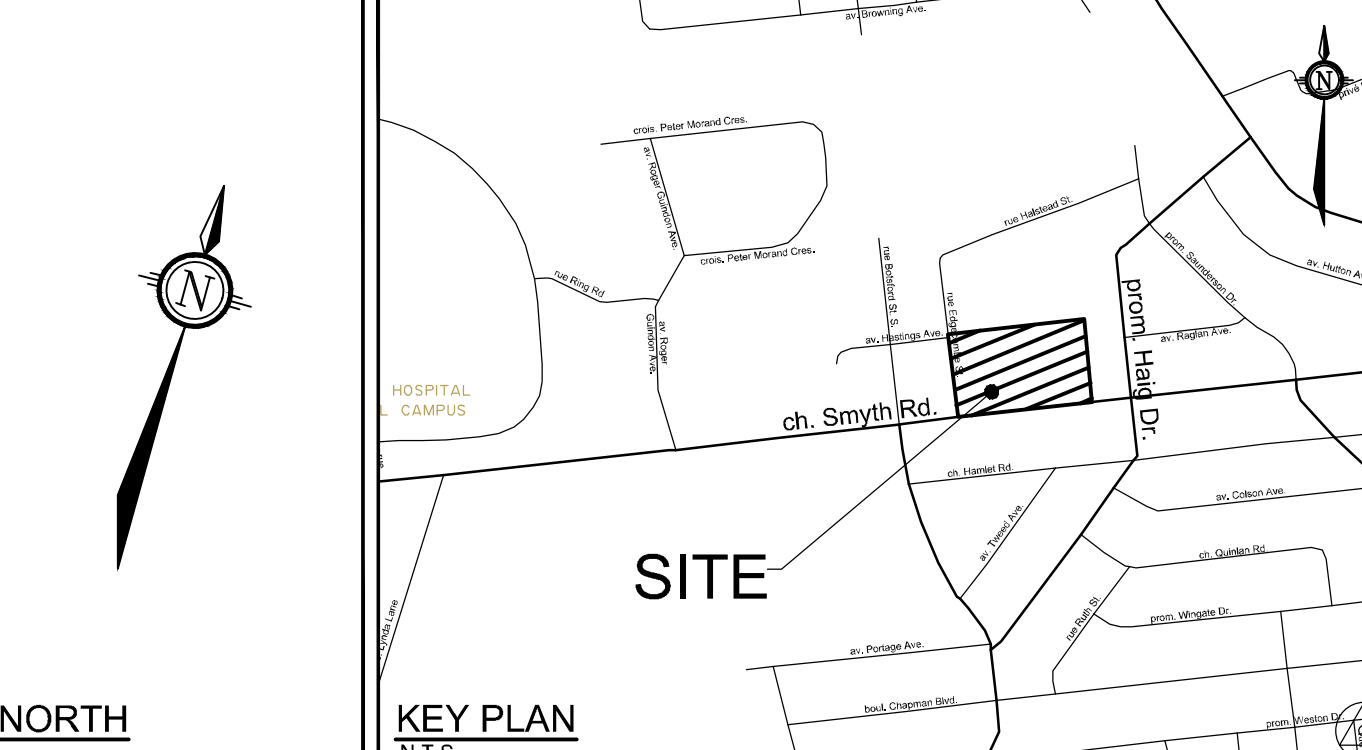 N
NORTH
av. Browning Ave.
N
privé
crois. Peter Morand Cres.
av. Roger Guindon Ave.
crois. Peter Morand Cres.
rue Ring Rd
av. Roger
Guindon Ave.
rue Halstead St.
prom. Saunderson Dr.
av. Hutton A
rue Botsford St. S.
av. Hastings Ave.
prom. Haig Dr.
av. Raglan Ave.
HOSPITAL
L CAMPUS
rue
ch. Smyth Rd.
ch. Hamlet Rd.
av. Tweed Ave.
av. Colson Ave.
ch. Quinlan Rd
SITE
. Lynda Lane
rue Ruth St.
prom. Wingate Dr.
av. Portage Ave.
boul. Chapman Blvd.
prom. Weston Dr.
KEY PLAN
N.T.S.